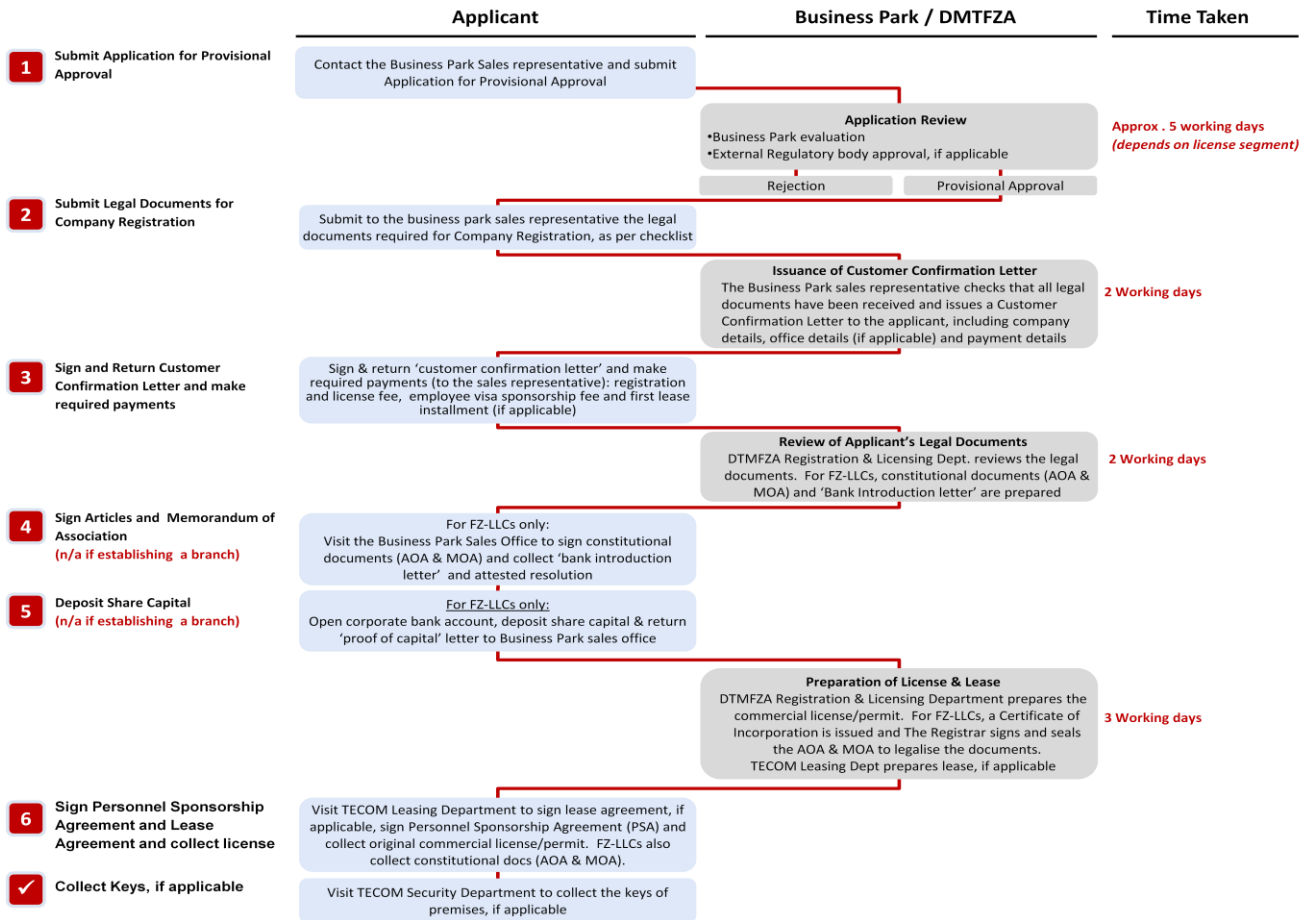 Applicant
Business Park / DMTFZA
Time Taken
1
Submit Application for Provisional
Approval
Contact the Business Park Sales representative and submit
Application for Provisional Approval
Application Review
•Business Park evaluation
•External Regulatory body approval, if applicable
Approx . 5 working days
(depends on license segment)
Rejection
Provisional Approval
2
Submit Legal Documents for
Company Registration
Submit to the business park sales representative the legal
documents required for Company Registration, as per checklist
Issuance of Customer Confirmation Letter
The Business Park sales representative checks that all legal
documents have been received and issues a Customer
Confirmation Letter to the applicant, including company
details, office details (if applicable) and payment details
2 Working days
3
Sign and Return Customer
Confirmation Letter and make
required payments
Sign & return ‘customer confirmation letter’ and make
required payments (to the sales representative): registration
and license fee, employee visa sponsorship fee and first lease
installment (if applicable)
Review of Applicant’s Legal Documents
DTMFZA Registration & Licensing Dept. reviews the legal
documents. For FZ-LLCs, constitutional documents (AOA &
MOA) and ‘Bank Introduction letter’ are prepared
2 Working days
4
Sign Articles and Memorandum of
Association
(n/a if establishing a branch)
For FZ-LLCs only:
Visit the Business Park Sales Office to sign constitutional
documents (AOA & MOA) and collect ‘bank introduction
letter’ and attested resolution
5
Deposit Share Capital
(n/a if establishing a branch)
For FZ-LLCs only:
Open corporate bank account, deposit share capital & return
‘proof of capital’ letter to Business Park sales office
Preparation of License & Lease
DTMFZA Registration & Licensing Department prepares the
commercial license/permit. For FZ-LLCs, a Certificate of
Incorporation is issued and The Registrar signs and seals
the AOA & MOA to legalise the documents.
TECOM Leasing Dept prepares lease, if applicable
3 Working days
6
Sign Personnel Sponsorship
Agreement and Lease
Agreement and collect license
Visit TECOM Leasing Department to sign lease agreement, if
applicable, sign Personnel Sponsorship Agreement (PSA) and
collect original commercial license/permit. FZ-LLCs also
collect constitutional docs (AOA & MOA).
✓
Collect Keys, if applicable
Visit TECOM Security Department to collect the keys of
premises, if applicable